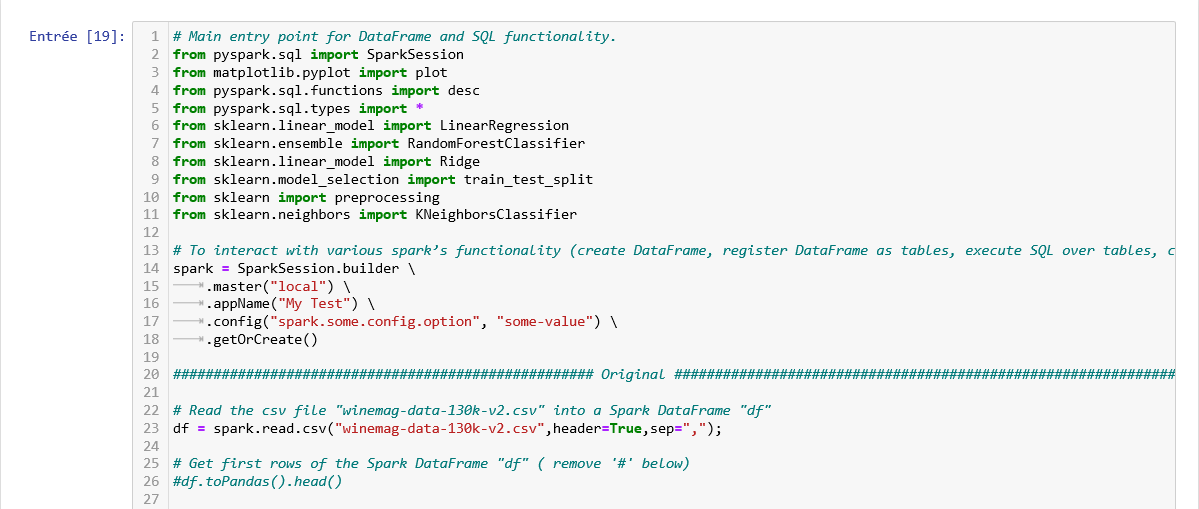 Entrée [19]:
1 # Main entry point for DataFrame and SQL functionality.
2 from pyspark.sql import SparkSession
3 from matplotlib.pyplot import plot
4 from pyspark.sql.functions import desc
5 from pyspark.sql.types import *
6 from sklearn.linear_model import LinearRegression
7 from sklearn.ensemble import RandomForestClassifier
8 from sklearn.linear_model import Ridge
9 from sklearn.model_selection import train_test_split
10 from sklearn import preprocessing
11 from sklearn.neighbors import KNeighborsClassifier
12
13 # To interact with various spark’s functionality (create DataFrame, register DataFrame as tables, execute SQL over tables, c
14 spark = SparkSession.builder \
15 .master("local") \
16 .appName("My Test") \
17 .config("spark.some.config.option", "some-value") \
18 .getOrCreate()
19
20 #################################################### Original ##############################################################
21
22 # Read the csv file "winemag-data-130k-v2.csv" into a Spark DataFrame "df"
23 df = spark.read.csv("winemag-data-130k-v2.csv",header=True,sep=",");
24
25 # Get first rows of the Spark DataFrame "df" ( remove '#' below)
26 #df.toPandas().head()
27